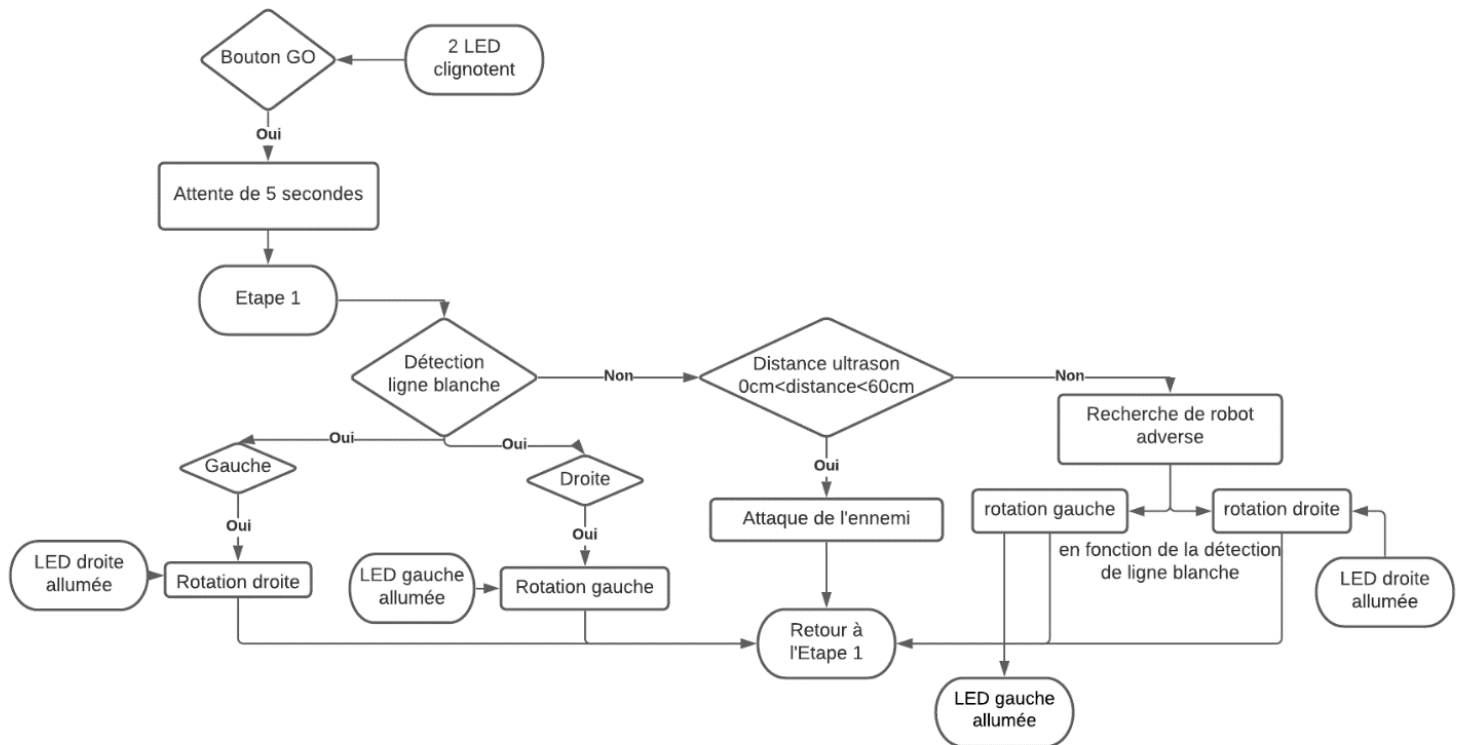 Bouton GO
2 LED
clignotent
Oui
Attente de 5 secondes
Etape 1
Détection
ligne blanche
Non
Distance ultrason
0cm<distance<60cm
Non
Recherche de robot
adverse
Oui
Oui
Gauche
Droite
Oui
Attaque de l'ennemi
rotation gauche
rotation droite
Oui
Oui
en fonction de la détection
de ligne blanche
LED droite
allumée
Rotation droite
LED gauche
allumée
Rotation gauche
LED droite
allumée
Retour à
l'Etape 1
LED gauche
allumée